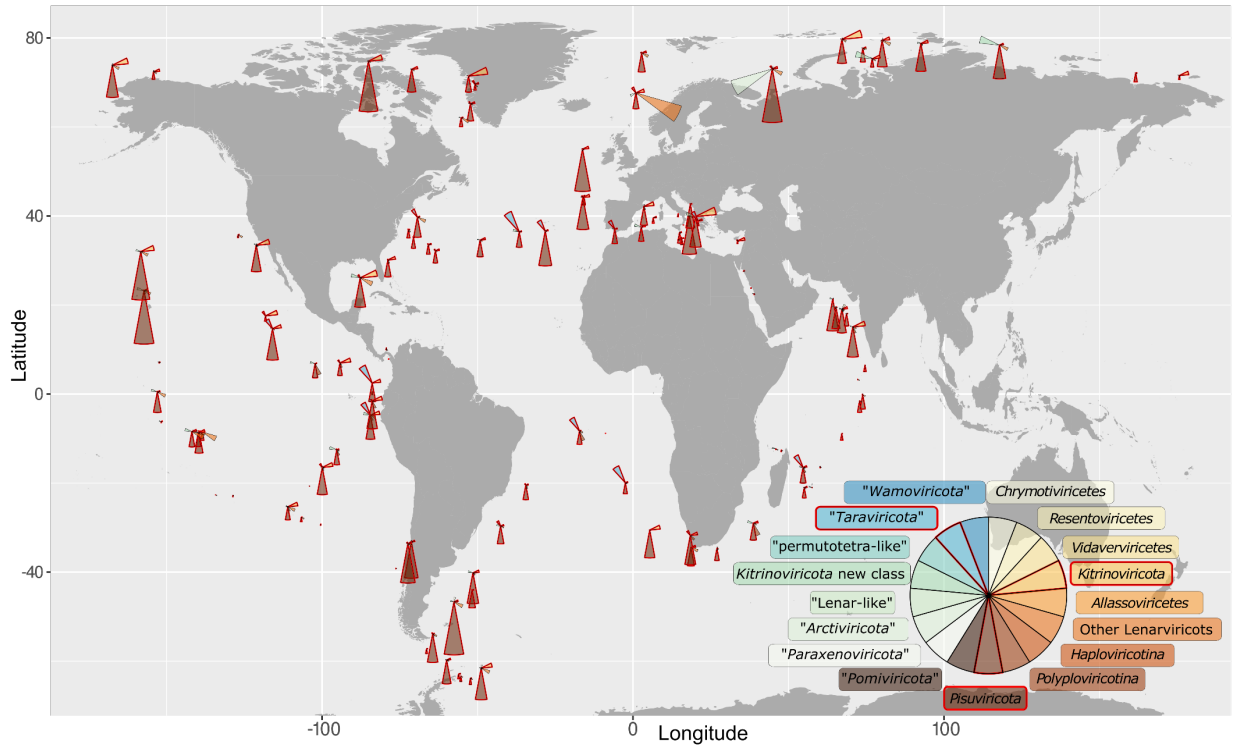 80
40
0
-40
Latitude
-100
0
100
Longitude
"Wamoviricota"
Chrymotiviricetes
"Taraviricota"
Resentoviricetes
"permutotetra-like"
Vidaverviricetes
Kitrinoviricota new class
Kitrinoviricota
"Lenar-like"
Allassoviricetes
"Arctiviricota"
Other Lenarviricots
"Paraxenoviricota"
Haploviricotina
"Pomiviricota"
Polyploviricotina
Pisuviricota